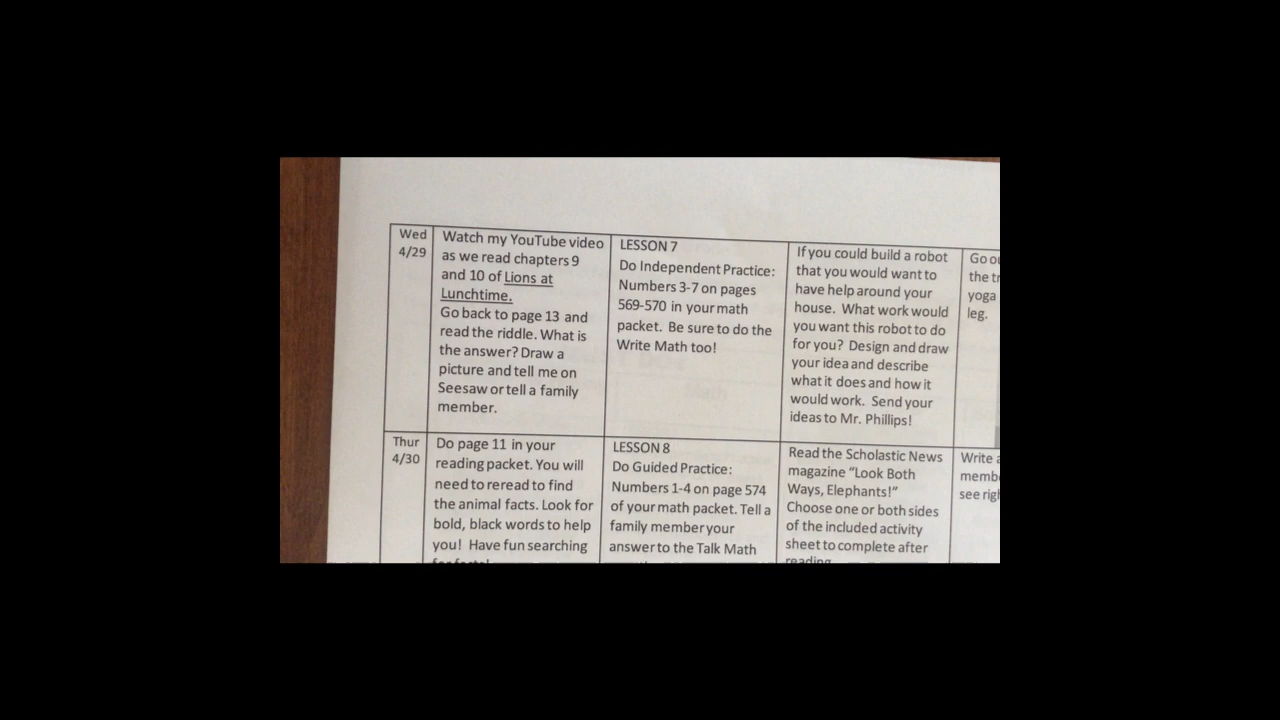 Wed
4/29
Watch my YouTube video
as we read chapters 9
and 10 of Lions at
Lunchtime.
Go back to page 13 and
read the riddle. What is
the answer? Draw a
picture and tell me on
Seesaw or tell a family
member.
LESSON 7
Do Independent Practice:
Numbers 3-7 on pages
569-570 in your math
packet. Be sure to do the
Write Math too!
If you could build a robot
that you would want to
have help around your
house. What work would
you want this robot to do
for you? Design and draw
your idea and describe
what it does and how it
would work. Send your
ideas to Mr. Phillips!
Go
the
yoga
leg.
Thur
4/30
Do page 11 in your
reading packet. You will
need to reread to find
the animal facts. Look for
bold, black words to help
you! Have fun searching
for facts!
LESSON 8
Do Guided Practice:
Numbers 1-4 on page 574
of your math packet. Tell a
family member your
answer to the Talk Math
Read the Scholastic News
magazine "Look Both
Ways, Elephants!"
Choose one or both sides
of the included activity
sheet to complete after
reading.
Write
see